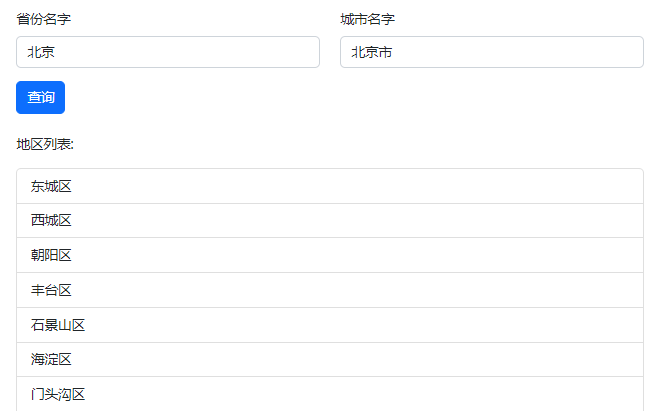 省份名字 城市名字
北京 北京市
查询
地区列表:
东城区
西城区
朝阳区
丰台区
石景山区
海淀区
门头沟区